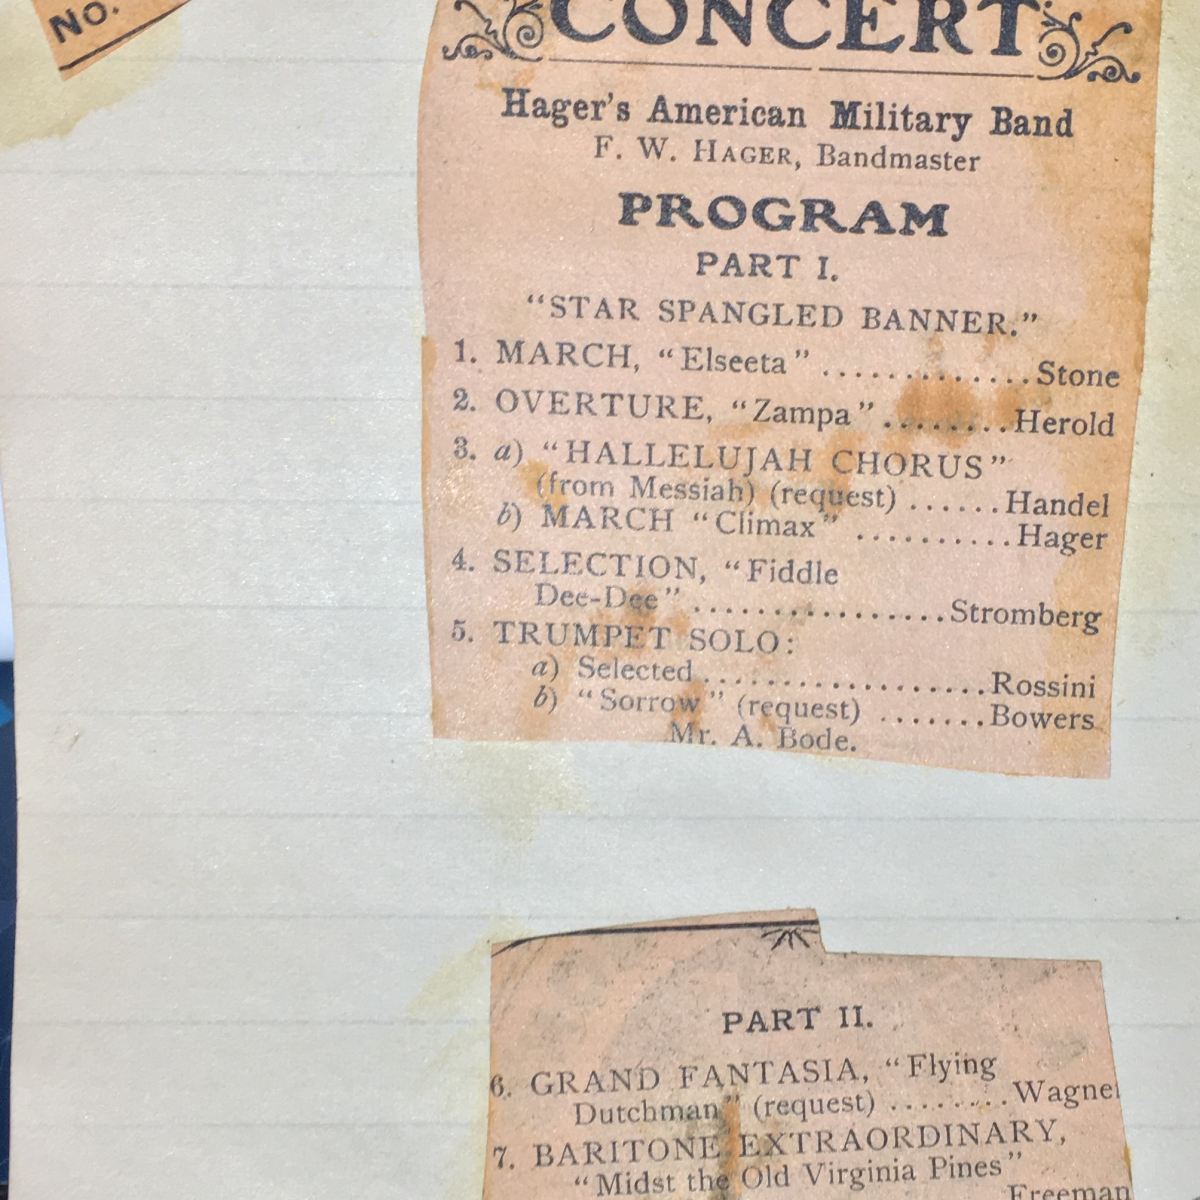 No.
CONCERT
Hager's American Military Band
F. W. HAGER, Bandmaster
PROGRAM
PART I.
“STAR SPANGLED BANNER.”
1. MARCH, “Elseeta” .............Stone
2. OVERTURE, “Zampa” ........Herold
3. a) “HALLELUJAH CHORUS”
(from Messiah) (request) ......Handel
b) MARCH “Climax” ..........Hager
4. SELECTION, “Fiddle
Dee-Dee” ................Stromberg
5. TRUMPET SOLO:
a) Selected ..................Rossini
b) “Sorrow” (request) .......Bowers
Mr. A. Bode.
PART II.
6. GRAND FANTASIA, “Flying
Dutchman” (request) ........Wagner
7. BARITONE EXTRAORDINARY,
“Midst the Old Virginia Pines”
Freeman